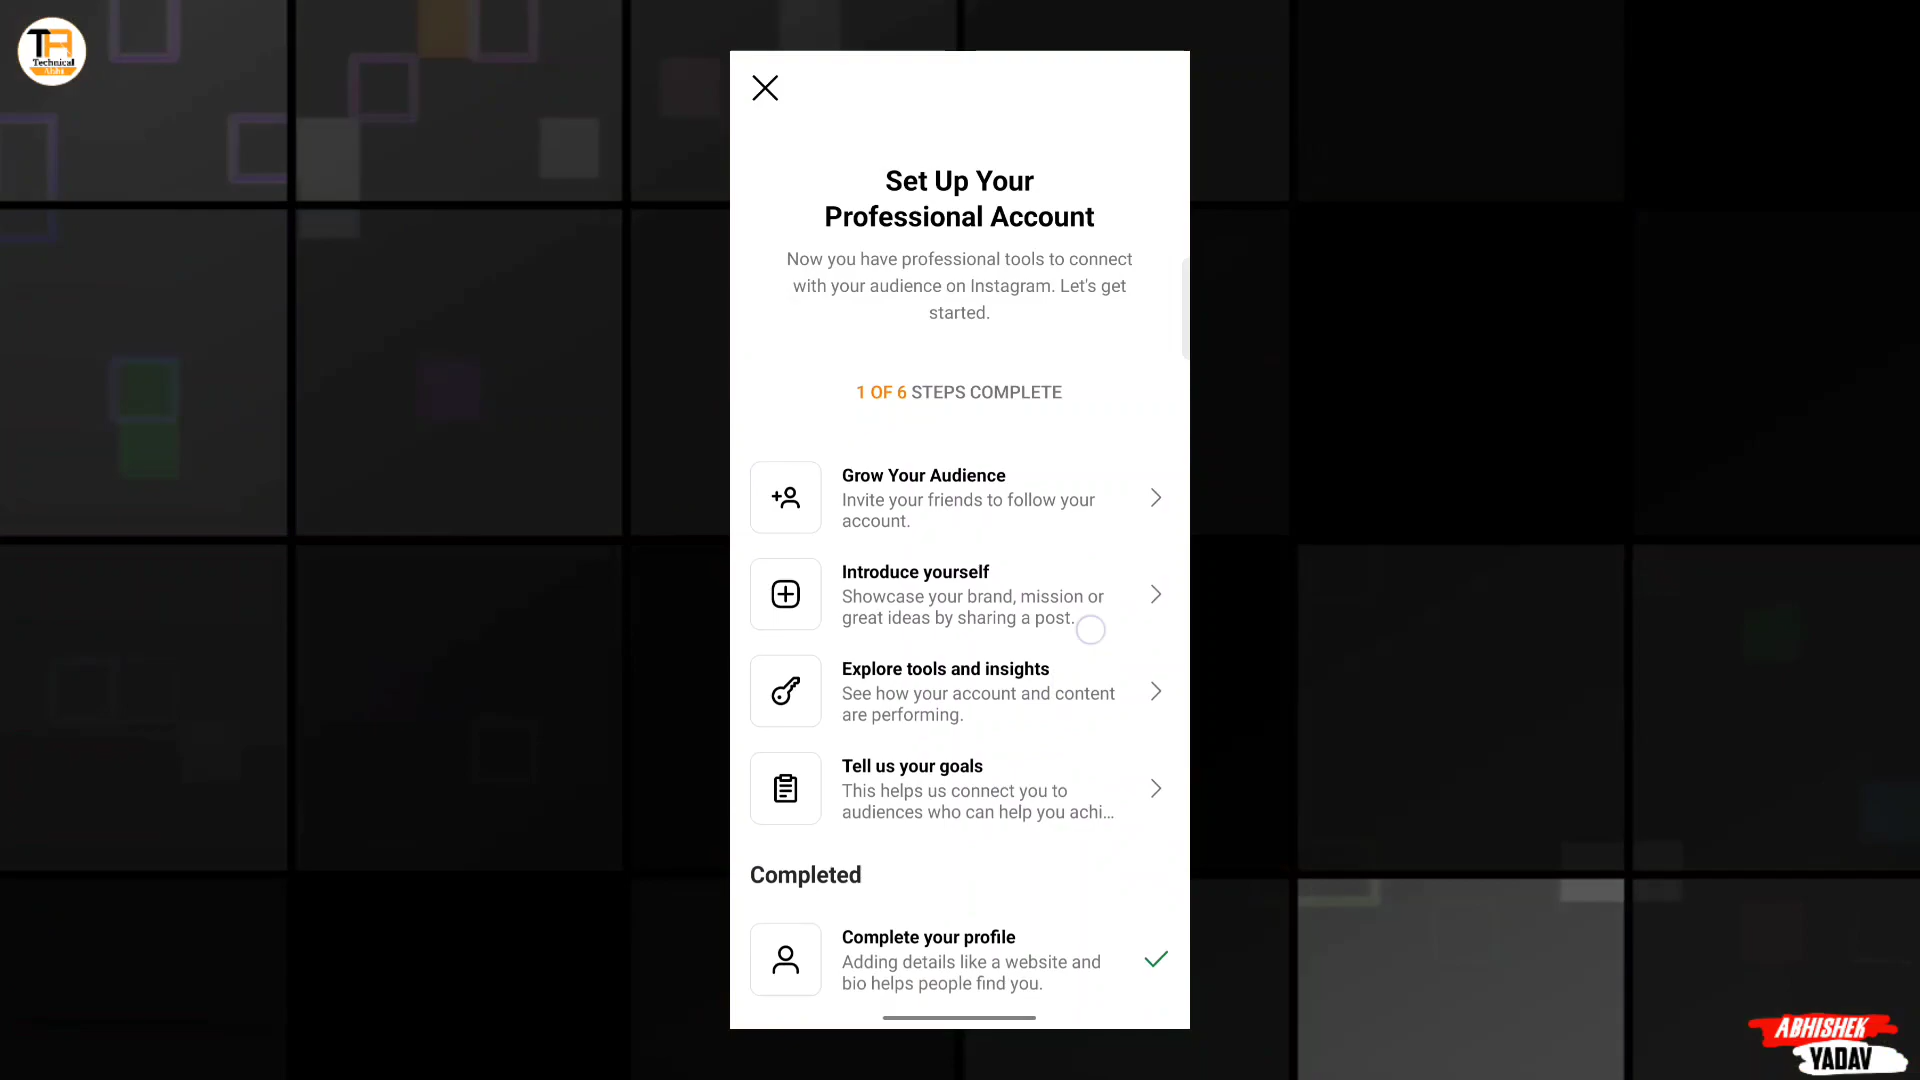 TA
Technical
Abhi
Set Up Your
Professional Account
Now you have professional tools to connect
with your audience on Instagram. Let's get
started.
1 OF 6 STEPS COMPLETE
Grow Your Audience
Invite your friends to follow your
account.
Introduce yourself
Showcase your brand, mission or
great ideas by sharing a post.
Explore tools and insights
See how your account and content
are performing.
Tell us your goals
This helps us connect you to
audiences who can help you achi...
Completed
Complete your profile
Adding details like a website and
bio helps people find you.
ABHISHEK
YADAV